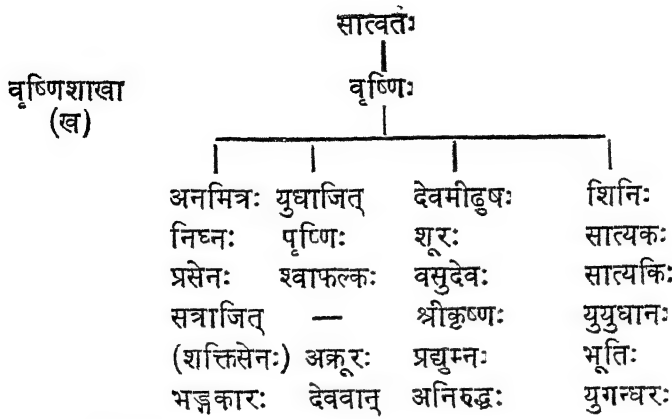 सात्वतः
वृष्णिशाखा वृष्णिः
(ख)
अनमित्रः युधाजित् देवमीढुषः शिनिः
निघ्नः पृष्णिः शूरः सात्यकः
प्रसेनः श्वाफल्कः वसुदेवः सात्यकिः
सत्राजित् — श्रीकृष्णः युयुधानः
(शक्तिसेनः) अक्रूरः प्रद्युम्नः भूतिः
भङ्गकारः देववान् अनिरुद्धः युगन्धरः